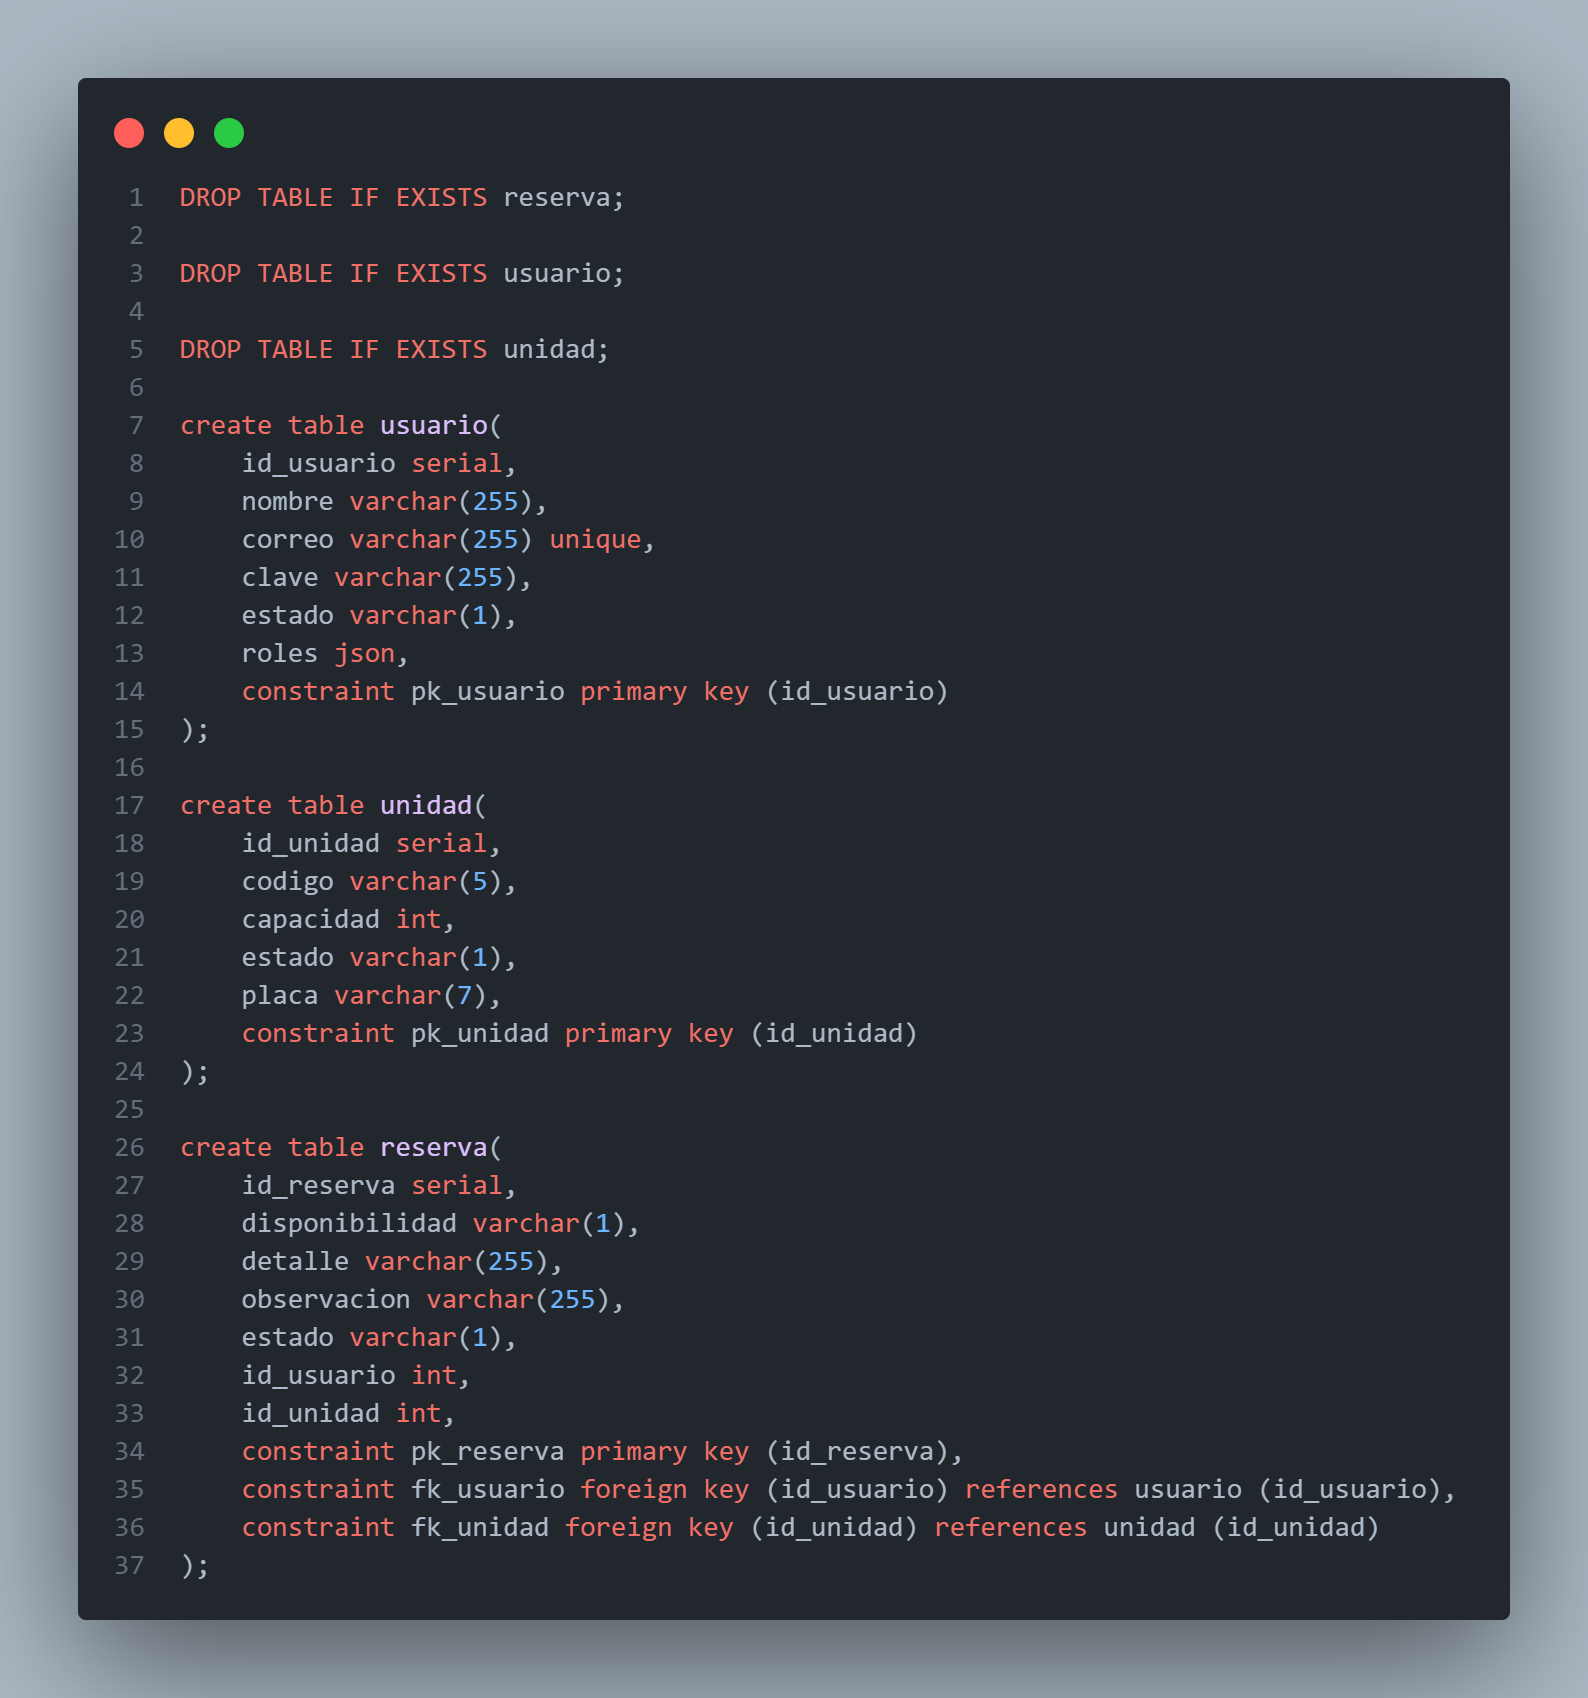 1 DROP TABLE IF EXISTS reserva;
2
3 DROP TABLE IF EXISTS usuario;
4
5 DROP TABLE IF EXISTS unidad;
6
7 create table usuario(
8     id_usuario serial,
9     nombre varchar(255),
10     correo varchar(255) unique,
11     clave varchar(255),
12     estado varchar(1),
13     roles json,
14     constraint pk_usuario primary key (id_usuario)
15 );
16
17 create table unidad(
18     id_unidad serial,
19     codigo varchar(5),
20     capacidad int,
21     estado varchar(1),
22     placa varchar(7),
23     constraint pk_unidad primary key (id_unidad)
24 );
25
26 create table reserva(
27     id_reserva serial,
28     disponibilidad varchar(1),
29     detalle varchar(255),
30     observacion varchar(255),
31     estado varchar(1),
32     id_usuario int,
33     id_unidad int,
34     constraint pk_reserva primary key (id_reserva),
35     constraint fk_usuario foreign key (id_usuario) references usuario (id_usuario),
36     constraint fk_unidad foreign key (id_unidad) references unidad (id_unidad)
37 );